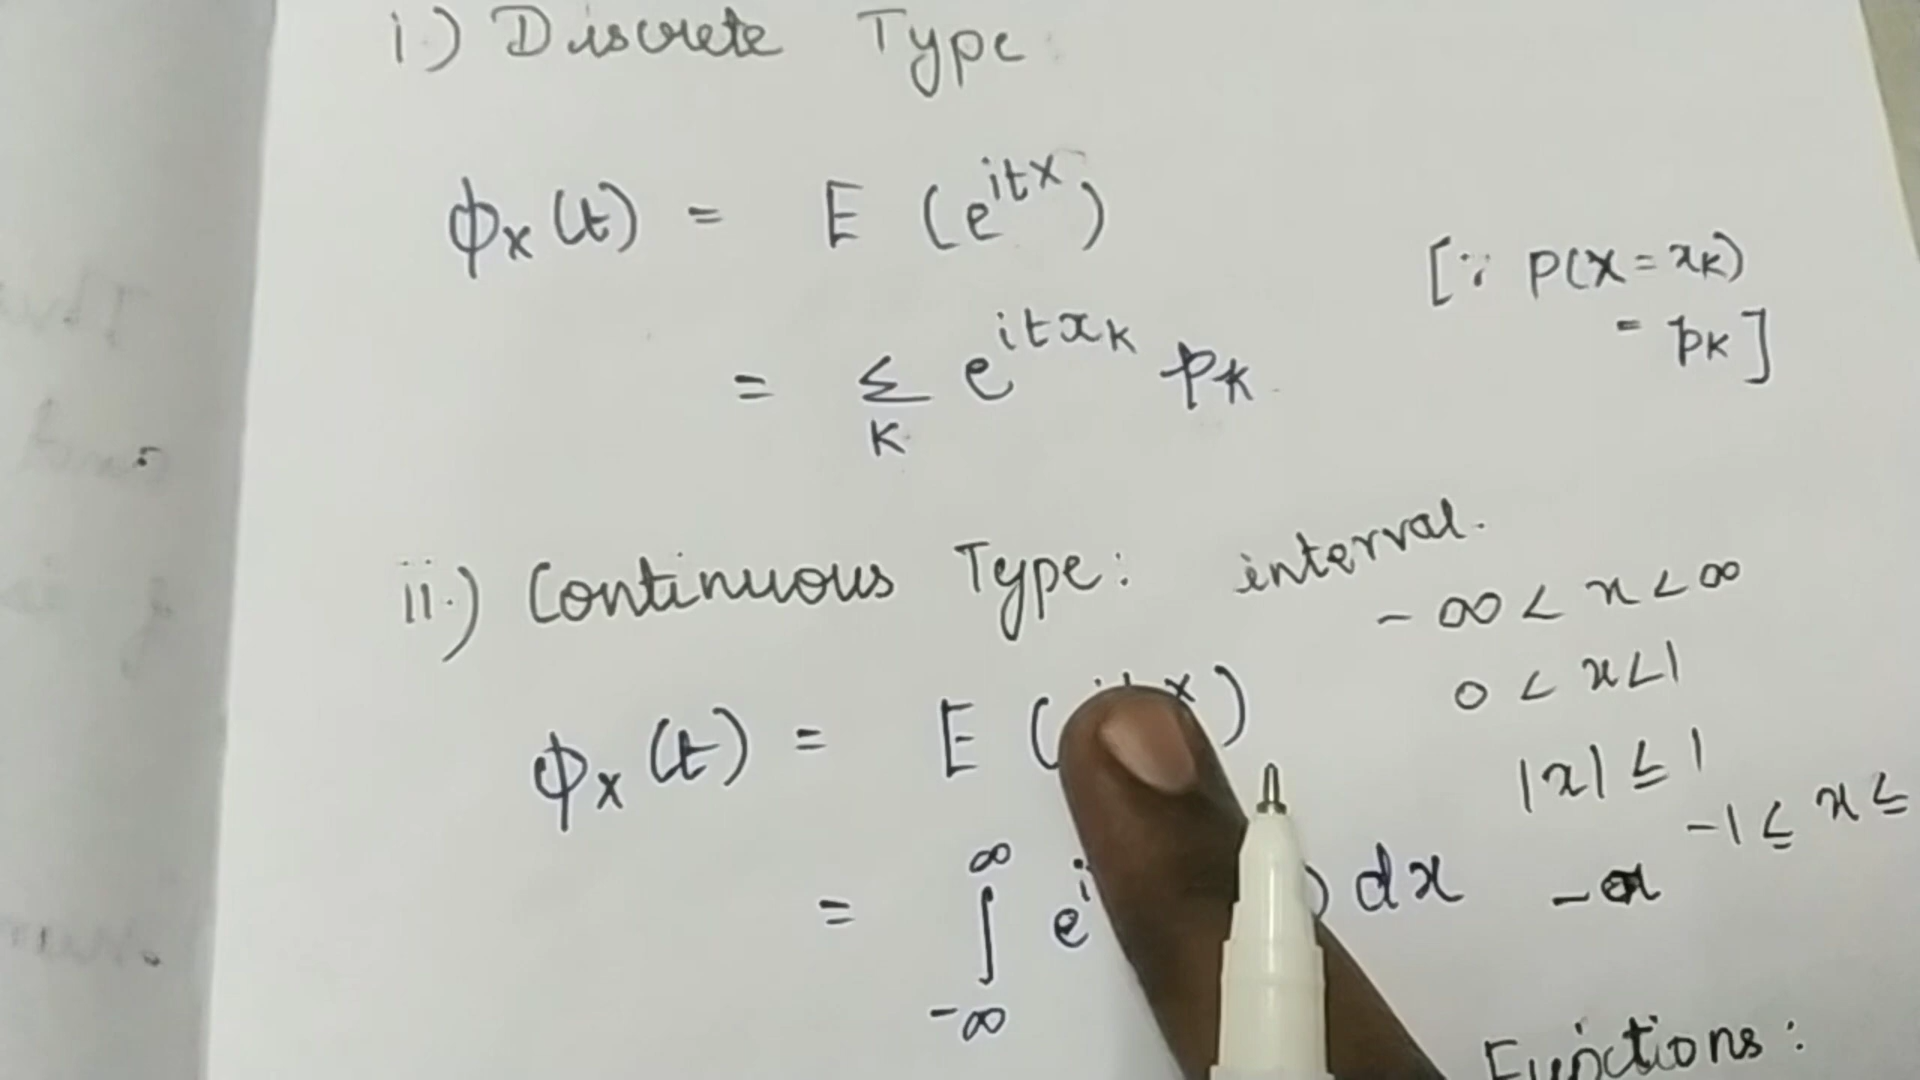 i) Discrete Type:
ϕx (t) = E (e^itX)
= Σ_K e^itxK pK
[∵ P(X = xK)
= pK]
ii.) Continuous Type: interval.
- ∞ < x < ∞
0 < x < 1
ϕx (t) = E ( x)
|x| ≤ 1
-1 ≤ x ≤
= ∫_-∞^∞ e^i ) dx
Functions: